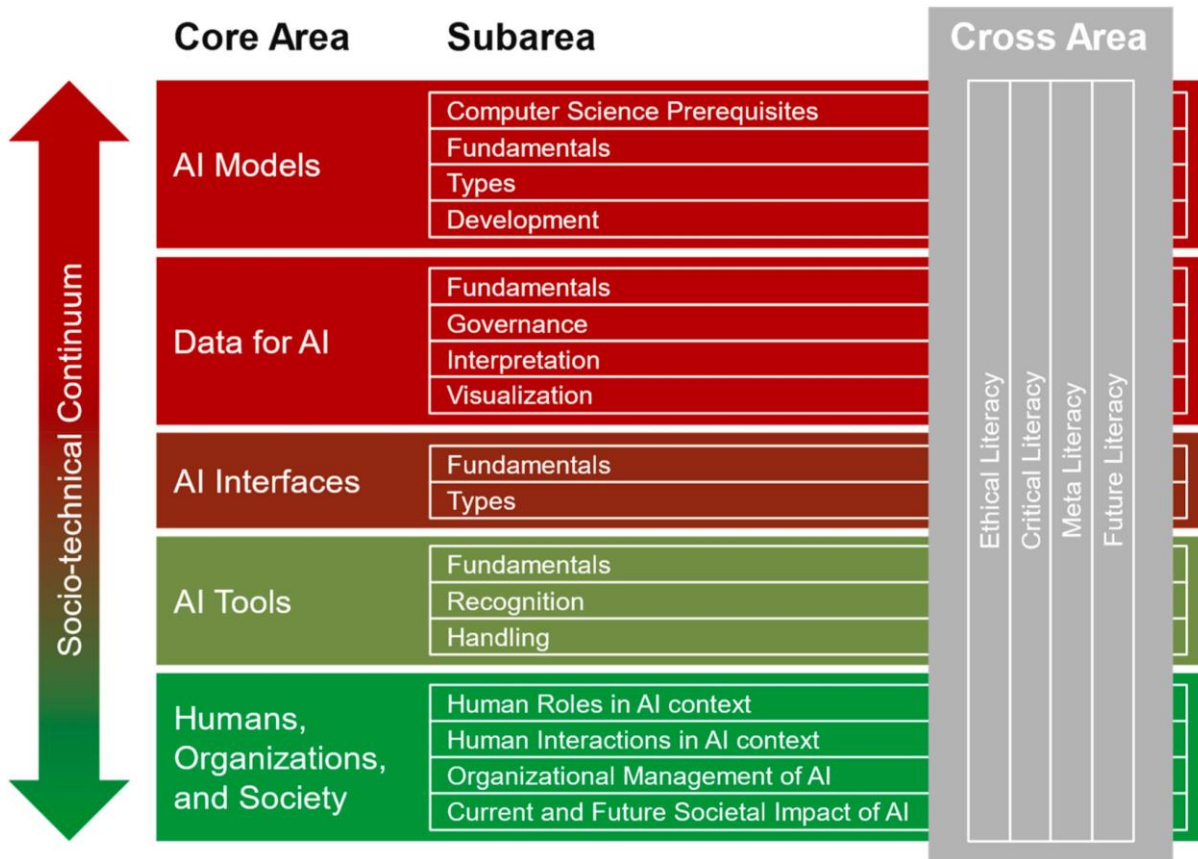 Core Area
Subarea
Cross Area
Socio-technical Continuum
AI Models
Computer Science Prerequisites
Fundamentals
Types
Development
Data for AI
Fundamentals
Governance
Interpretation
Visualization
AI Interfaces
Fundamentals
Types
AI Tools
Fundamentals
Recognition
Handling
Humans,
Organizations,
and Society
Human Roles in AI context
Human Interactions in AI context
Organizational Management of AI
Current and Future Societal Impact of AI
Ethical Literacy
Critical Literacy
Meta Literacy
Future Literacy